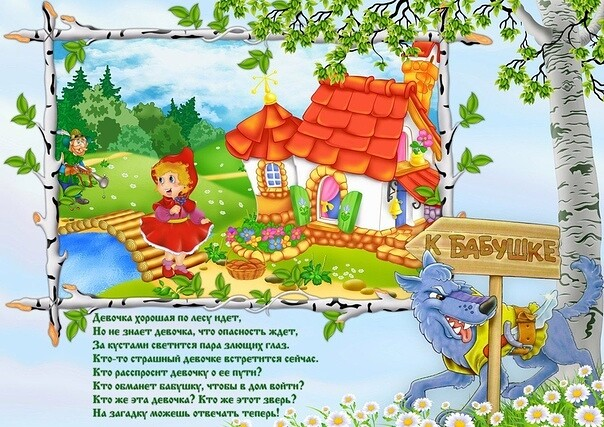 К БАБУШКЕ
Девочка хорошая по лесу идет,
Но не знает девочка, что опасность ждет,
За кустами светится пара злющих глаз.
Кто-то страшный девочке встретится сейчас.
Кто расспросит девочку о ее пути?
Кто обманет бабушку, чтобы в дом войти?
Кто же эта девочка? Кто же этот зверь?
На загадку можешь отвечать теперь!